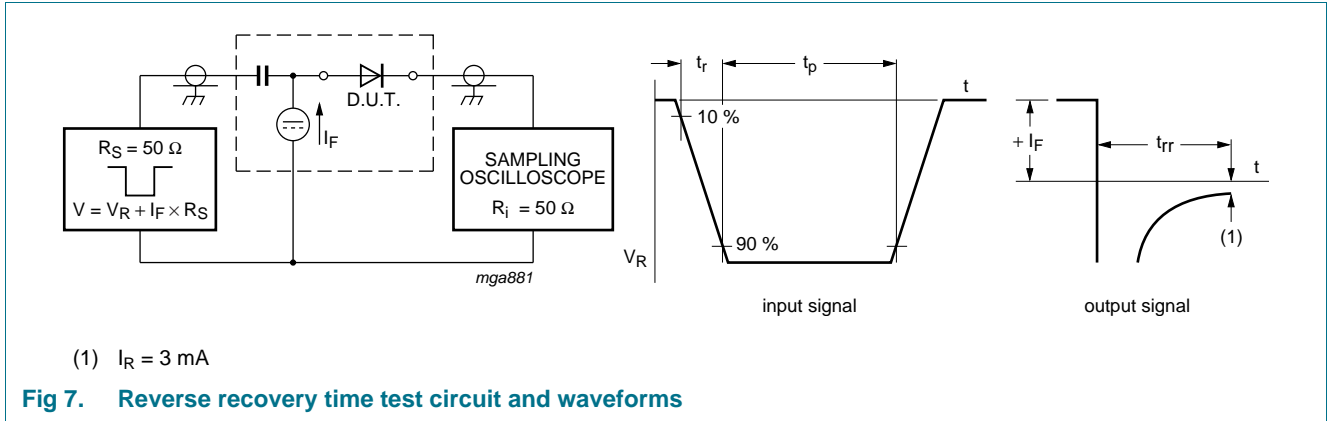 D.U.T.
I_F
R_S = 50 Ω
V = V_R + I_F × R_S
SAMPLING
OSCILLOSCOPE
R_i = 50 Ω
mga881
t_r
t_p
t
10 %
90 %
V_R
input signal
+ I_F
t_rr
t
(1)
output signal
(1) I_R = 3 mA
Fig 7. Reverse recovery time test circuit and waveforms